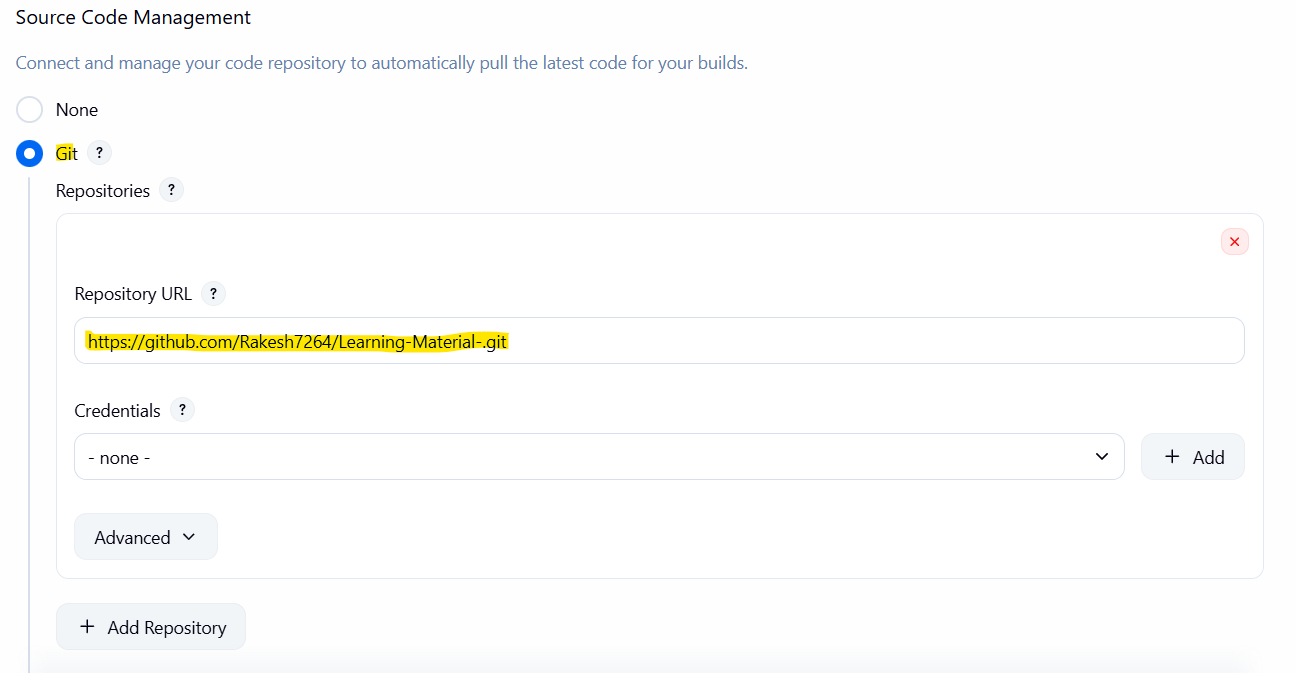 Source Code Management
Connect and manage your code repository to automatically pull the latest code for your builds.
None
Git ?
Repositories ?
Repository URL ?
https://github.com/Rakesh7264/Learning-Material-.git
Credentials ?
- none -
+ Add
Advanced
+ Add Repository